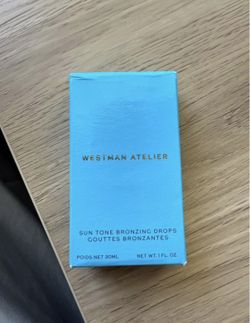 WESTMAN ATELIER
SUN TONE BRONZING DROPS
GOUTTES BRONZANTES
POIDS NET 30ML NET WT. 1 FL. OZ